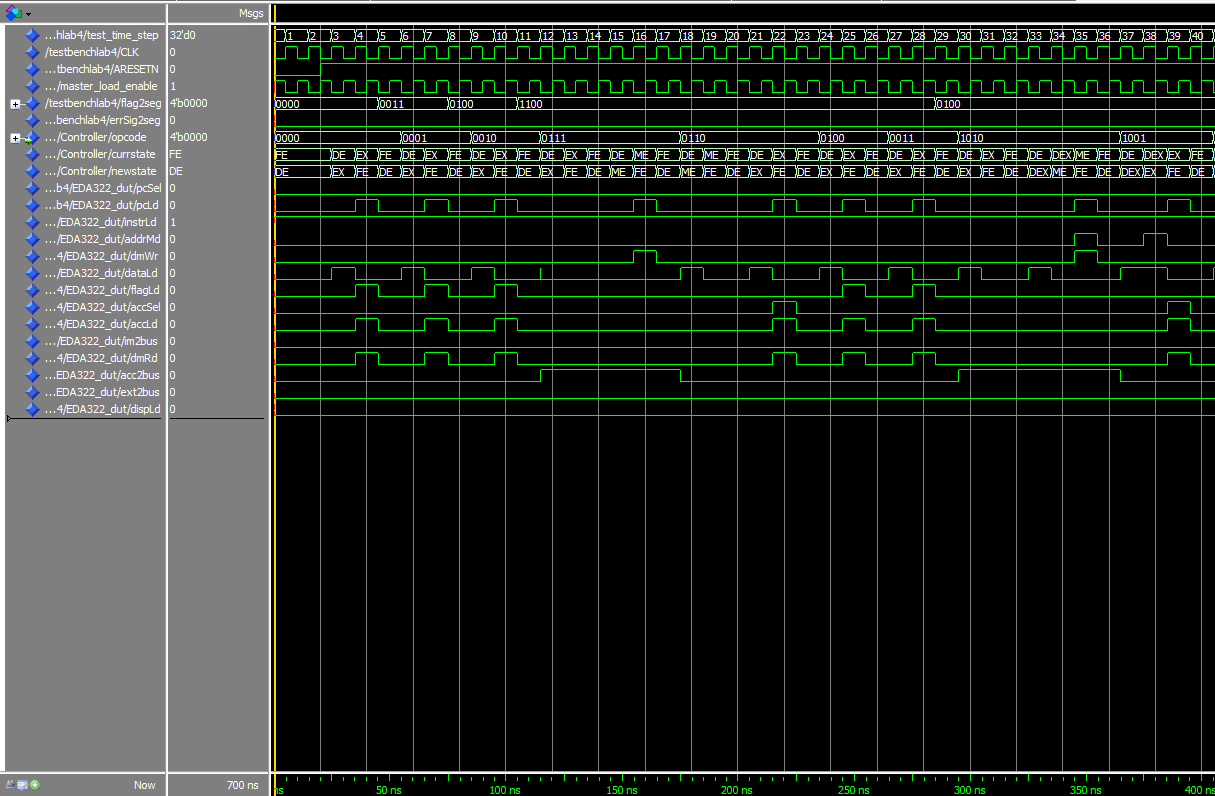 Msgs
...hlab4/test_time_step 32'd0 1 2 3 4 5 6 7 8 9 10 11 12 13 14 15 16 17 18 19 20 21 22 23 24 25 26 27 28 29 30 31 32 33 34 35 36 37 38 39 40
/testbenchlab4/CLK 0
...tbenchlab4/ARESETN 0
.../master_load_enable 1
/testbenchlab4/flag2seg 4'b0000 0000 0011 0100 1100 0100
...benchlab4/errSig2seg 0
.../Controller/opcode 4'b0000 0000 0001 0010 0111 0110 0100 0011 1010 1001
.../Controller/currstate FE FE DE EX FE DE EX FE DE EX FE DE EX FE DE ME FE DE ME FE DE EX FE DE EX FE DE EX FE DE EX FE DE DEX ME FE DE DEX EX FE
.../Controller/newstate DE DE EX FE DE EX FE DE EX FE DE EX FE DE ME FE DE ME FE DE EX FE DE EX FE DE EX FE DE EX FE DE DEX ME FE DE DEX EX FE DE
...b4/EDA322_dut/pcSel 0
...b4/EDA322_dut/pcLd 0
.../EDA322_dut/instrLd 1
.../EDA322_dut/addrMd 0
...4/EDA322_dut/dmWr 0
.../EDA322_dut/dataLd 0
.../EDA322_dut/flagLd 0
...4/EDA322_dut/accSel 0
...4/EDA322_dut/accLd 0
.../EDA322_dut/im2bus 0
...4/EDA322_dut/dmRd 0
...EDA322_dut/acc2bus 0
...EDA322_dut/ext2bus 0
...4/EDA322_dut/dispLd 0
Now 700 ns ns 50 ns 100 ns 150 ns 200 ns 250 ns 300 ns 350 ns 400 ns